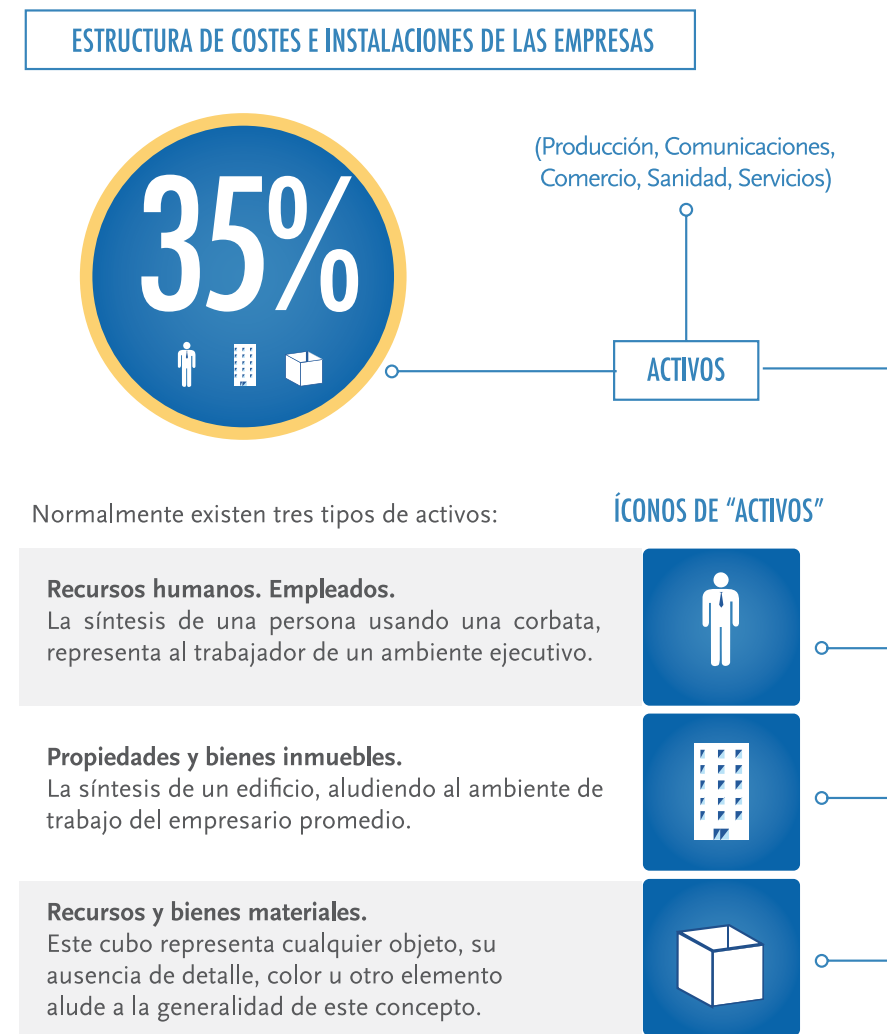 ESTRUCTURA DE COSTES E INSTALACIONES DE LAS EMPRESAS
35%
(Producción, Comunicaciones,
Comercio, Sanidad, Servicios)
ACTIVOS
Normalmente existen tres tipos de activos:
ÍCONOS DE “ACTIVOS”
Recursos humanos. Empleados.
La síntesis de una persona usando una corbata,
representa al trabajador de un ambiente ejecutivo.
Propiedades y bienes inmuebles.
La síntesis de un edificio, aludiendo al ambiente de
trabajo del empresario promedio.
Recursos y bienes materiales.
Este cubo representa cualquier objeto, su
ausencia de detalle, color u otro elemento
alude a la generalidad de este concepto.